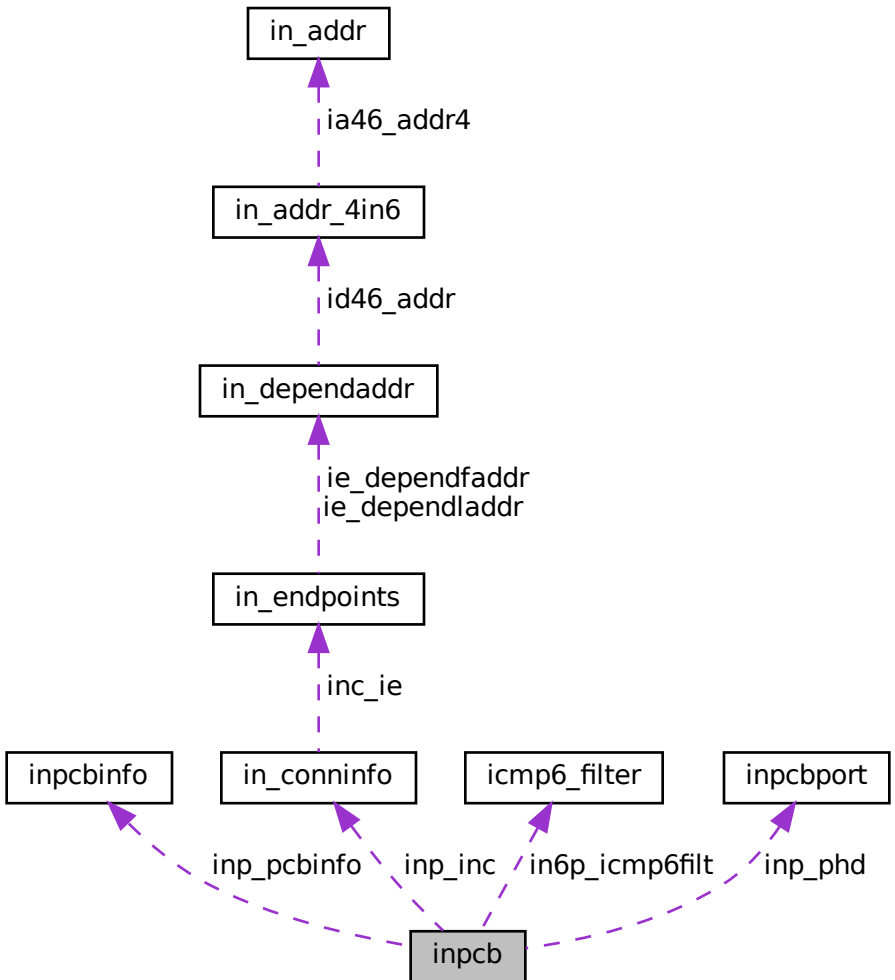 in_addr
ia46_addr4
in_addr_4in6
id46_addr
in_dependaddr
ie_dependfaddr
ie_dependladdr
in_endpoints
inc_ie
inpcbinfo
in_conninfo
icmp6_filter
inpcbport
inp_pcbinfo
inp_inc
in6p_icmp6filt
inp_phd
inpcb